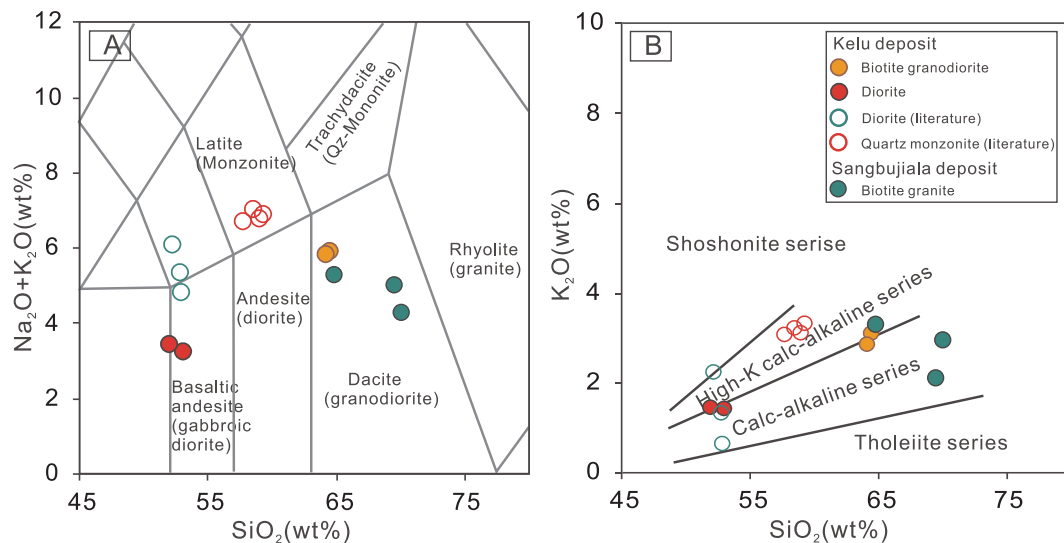 A
12
10
8
6
4
2
0
Na₂O+K₂O(wt%)
Latite
(Monzonite)
Trachydacite
(Qz-Mononite)
Rhyolite
(granite)
Andesite
(diorite)
Dacite
(granodiorite)
Basaltic
andesite
(gabbroic
diorite)
45
55
65
75
SiO₂(wt%)
B
10
8
6
4
2
0
K₂O(wt%)
Kelu deposit
Biotite granodiorite
Diorite
Diorite (literature)
Quartz monzonite (literature)
Sangbujiala deposit
Biotite granite
Shoshonite serise
High-K calc-alkaline series
Calc-alkaline series
Tholeiite series
45
55
65
75
SiO₂(wt%)